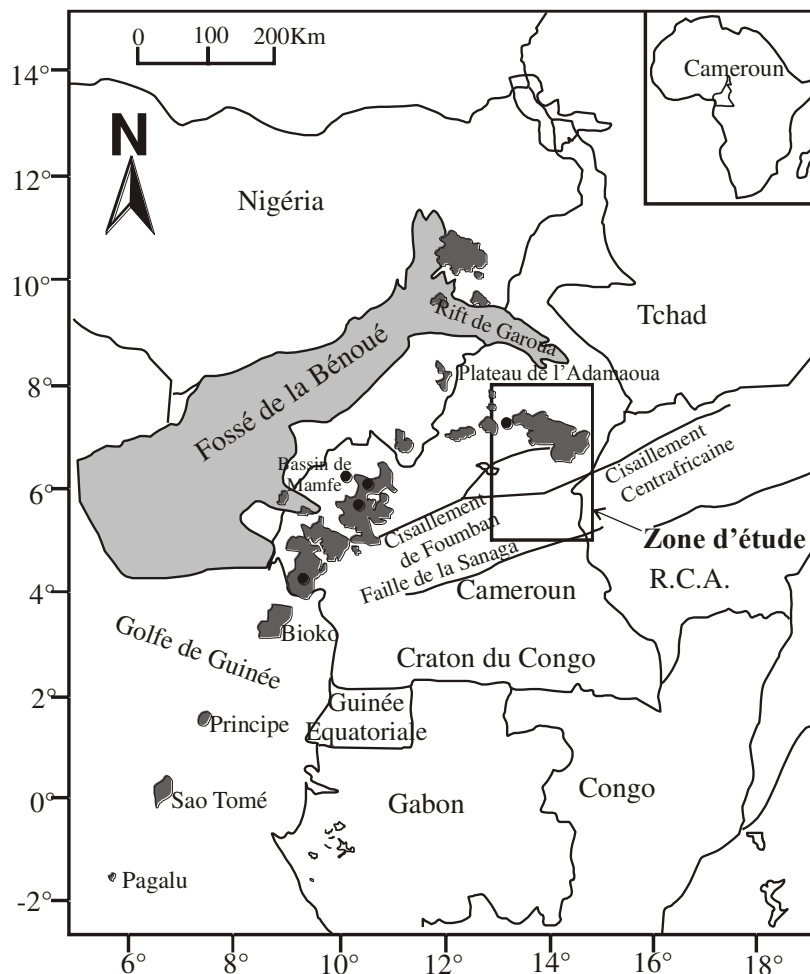 0 100 200Km
Cameroun
14°
N
12°
Nigéria
10°
Tchad
Rift de Garoua
Fossé de la Bénoué
8°
Plateau de l'Adamaoua
Bassin de
Mamfe
Cisaillement
Centrafricaine
6°
Cisaillement
de Foumban
Faille de la Sanaga
Zone d'étude
R.C.A.
4°
Cameroun
Bioko
Golfe de Guinée
Craton du Congo
2°
Guinée
Equatoriale
Principe
Sao Tomé
0°
Gabon
Congo
Pagalu
-2°
6° 8° 10° 12° 14° 16° 18°